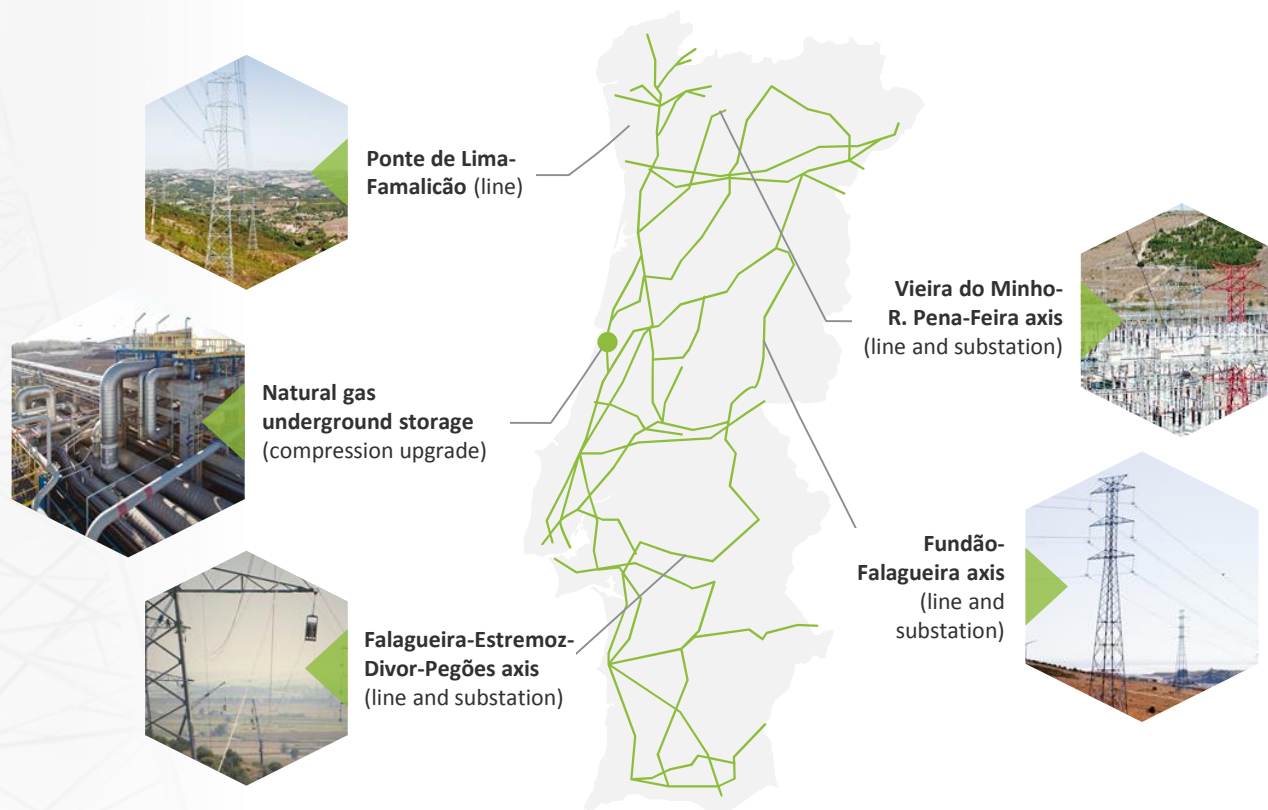 Ponte de Lima-
Famalicão (line)
Natural gas
underground storage
(compression upgrade)
Falagueira-Estremoz-
Divor-Pegões axis
(line and substation)
Vieira do Minho-
R. Pena-Feira axis
(line and substation)
Fundão-
Falagueira axis
(line and
substation)